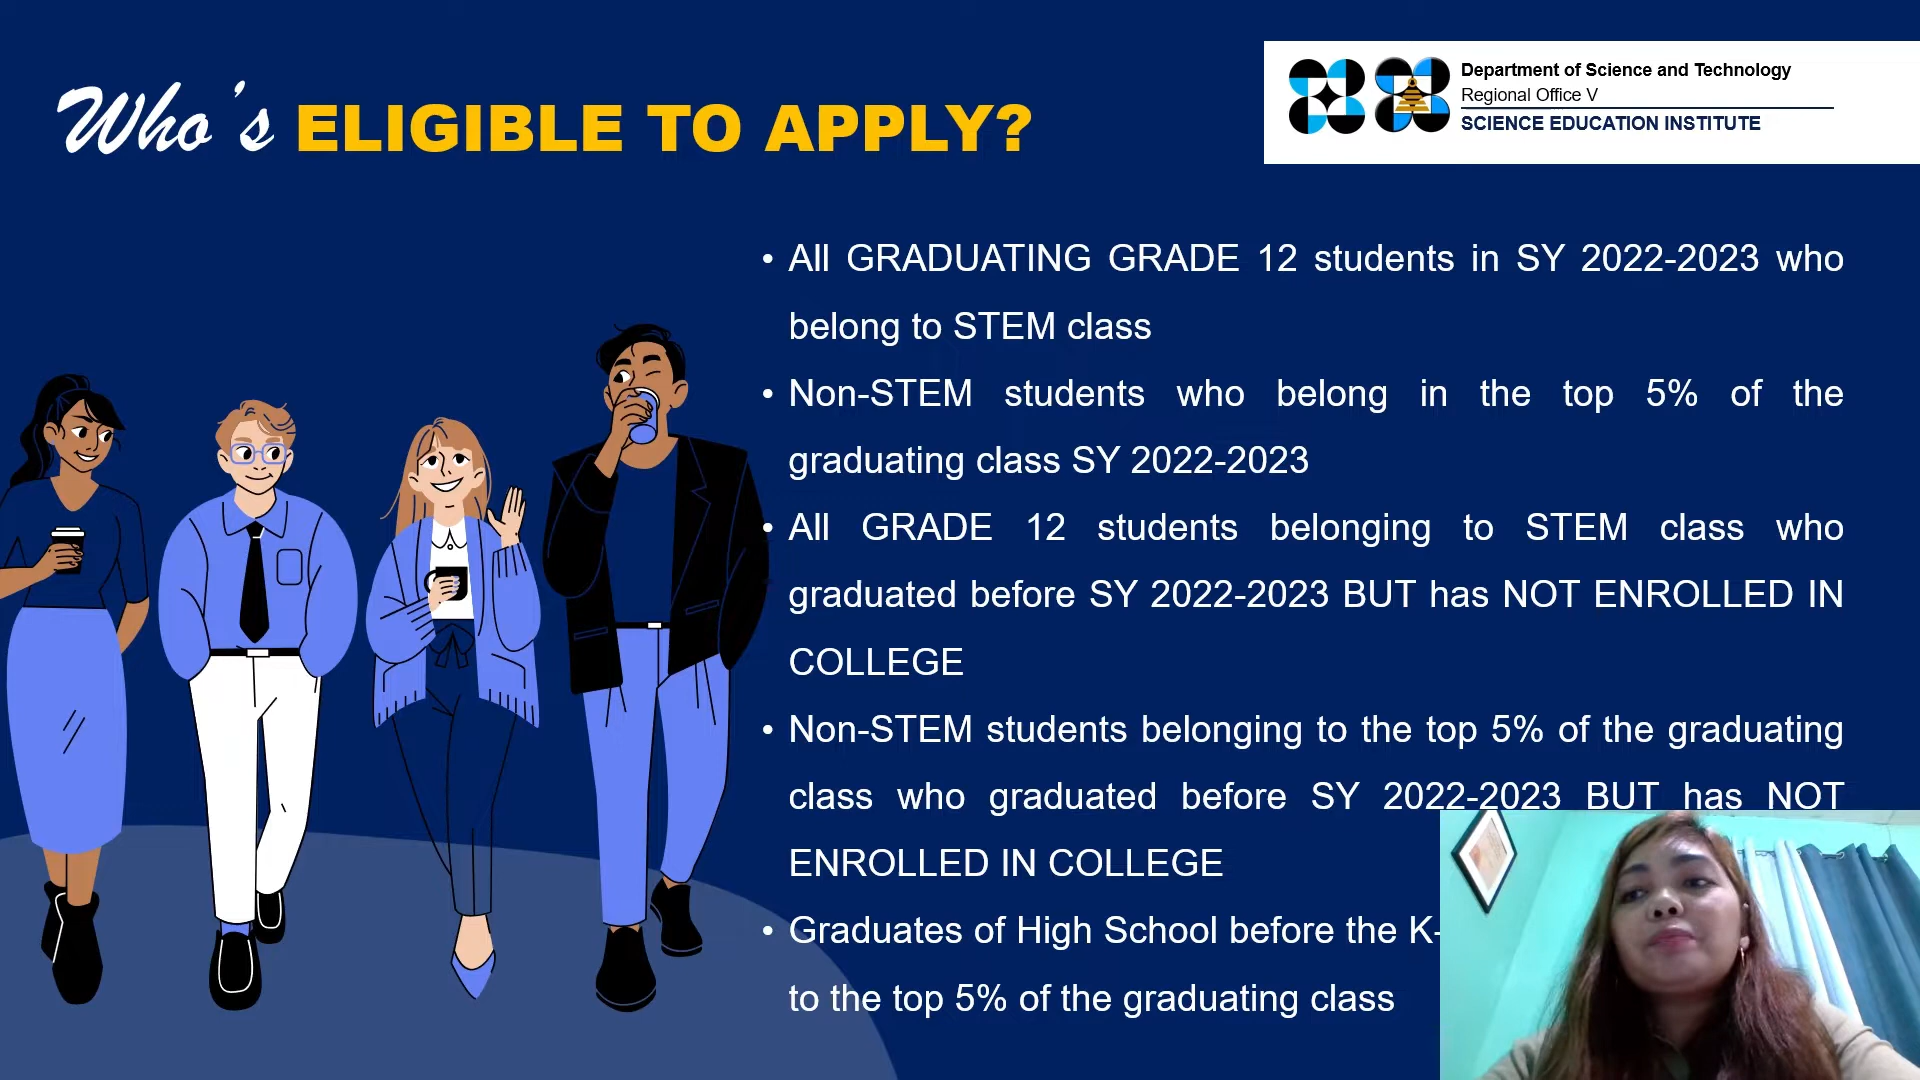 Who's ELIGIBLE TO APPLY?
Department of Science and Technology
Regional Office V
SCIENCE EDUCATION INSTITUTE
• All GRADUATING GRADE 12 students in SY 2022-2023 who
belong to STEM class
• Non-STEM students who belong in the top 5% of the
graduating class SY 2022-2023
• All GRADE 12 students belonging to STEM class who
graduated before SY 2022-2023 BUT has NOT ENROLLED IN
COLLEGE
• Non-STEM students belonging to the top 5% of the graduating
class who graduated before SY 2022-2023 BUT has NOT
ENROLLED IN COLLEGE
• Graduates of High School before the K-
to the top 5% of the graduating class